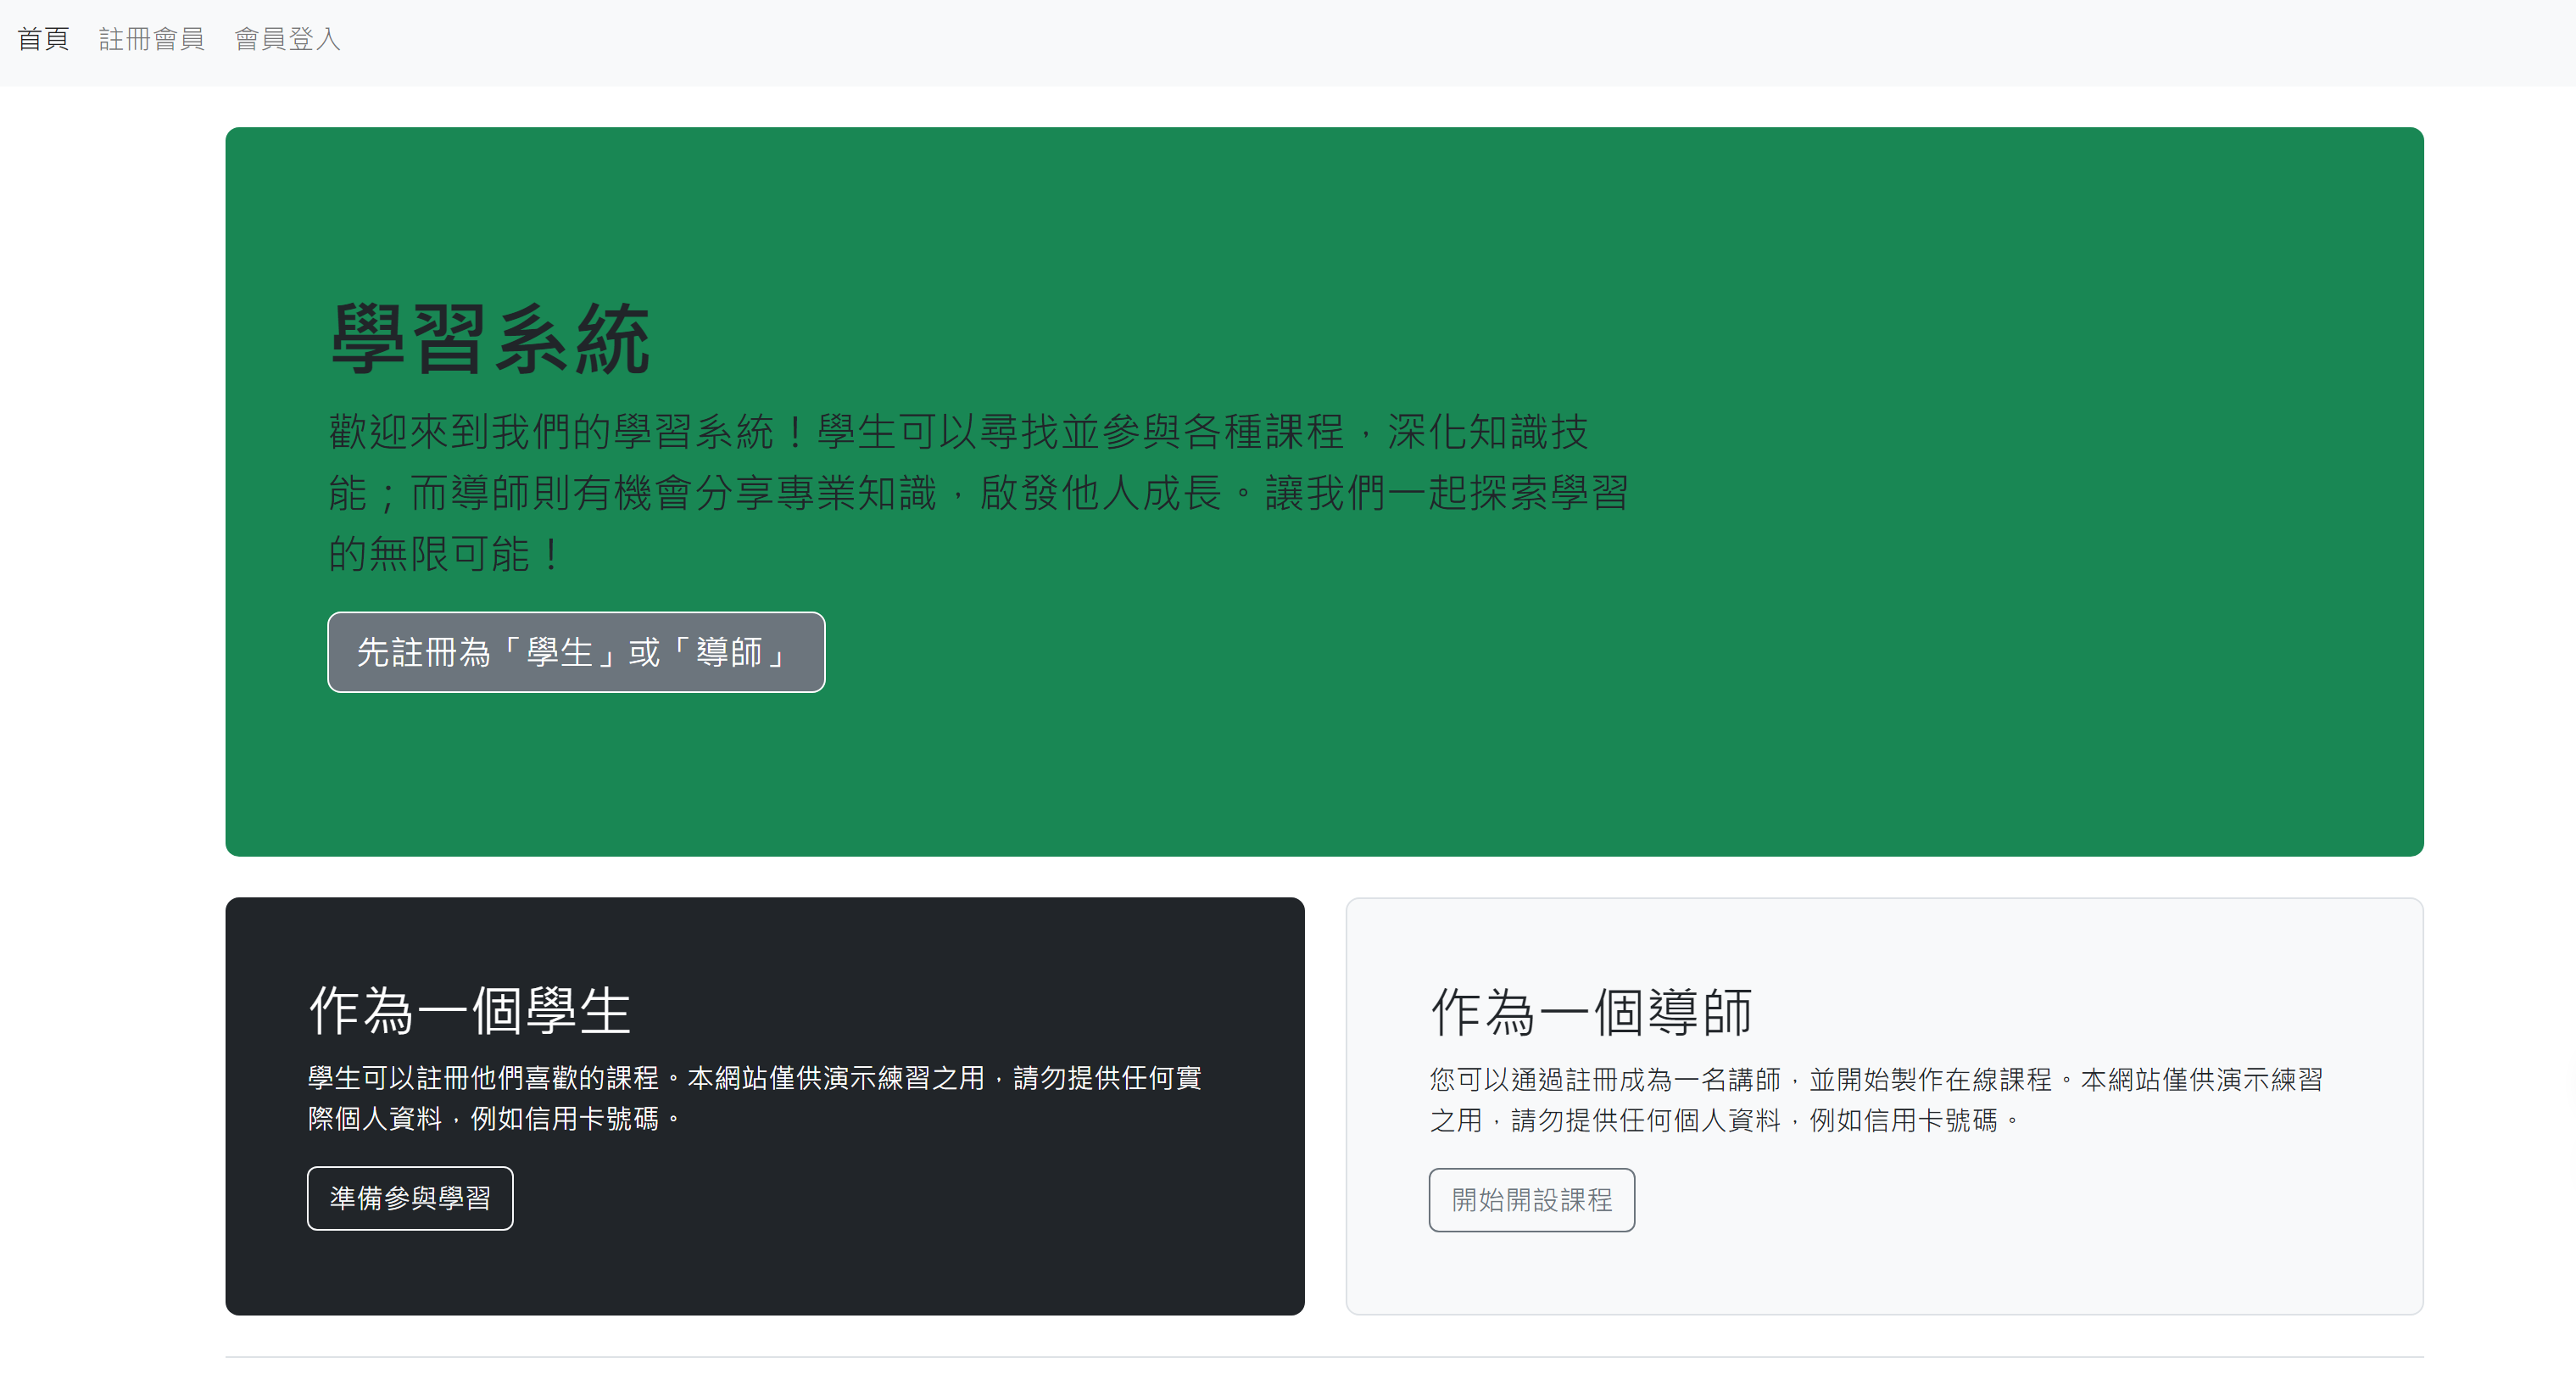 首頁 註冊會員 會員登入
學習系統
歡迎來到我們的學習系統！學生可以尋找並參與各種課程，深化知識技
能；而導師則有機會分享專業知識，啟發他人成長。讓我們一起探索學習
的無限可能！
先註冊為「學生」或「導師」
作為一個學生
學生可以註冊他們喜歡的課程。本網站僅供演示練習之用，請勿提供任何實
際個人資料，例如信用卡號碼。
準備參與學習
作為一個導師
您可以通過註冊成為一名講師，並開始製作在線課程。本網站僅供演示練習
之用，請勿提供任何個人資料，例如信用卡號碼。
開始開設課程